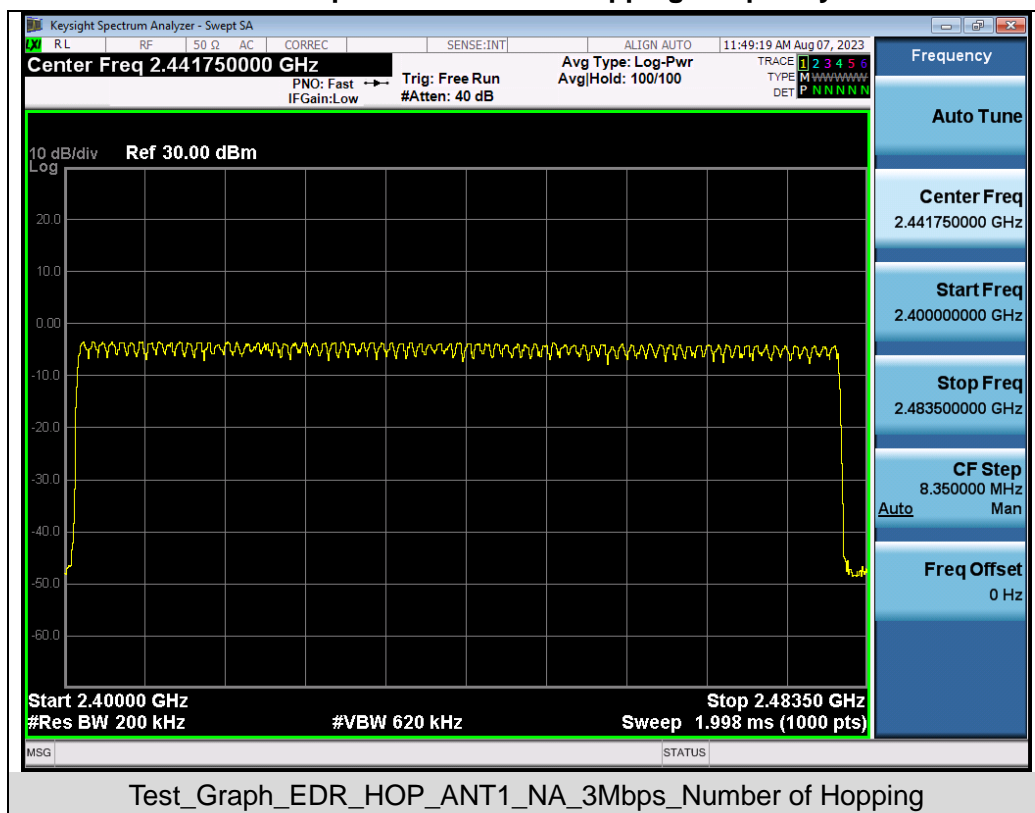 Keysight Spectrum Analyzer - Swept SA
LXI RL RF 50 Ω AC CORREC SENSE:INT ALIGN AUTO 11:49:19 AM Aug 07, 2023
Center Freq 2.441750000 GHz
PNO: Fast
IFGain:Low
Trig: Free Run
#Atten: 40 dB
Avg Type: Log-Pwr
Avg|Hold: 100/100
TRACE 1 2 3 4 5 6
TYPE M WWWWW
DET P N N N N N
10 dB/div Ref 30.00 dBm
Log
20.0
10.0
0.00
-10.0
-20.0
-30.0
-40.0
-50.0
-60.0
Start 2.40000 GHz Stop 2.48350 GHz
#Res BW 200 kHz #VBW 620 kHz Sweep 1.998 ms (1000 pts)
MSG STATUS
Frequency
Auto Tune
Center Freq
2.441750000 GHz
Start Freq
2.400000000 GHz
Stop Freq
2.483500000 GHz
CF Step
8.350000 MHz
Auto Man
Freq Offset
0 Hz
Test_Graph_EDR_HOP_ANT1_NA_3Mbps_Number of Hopping